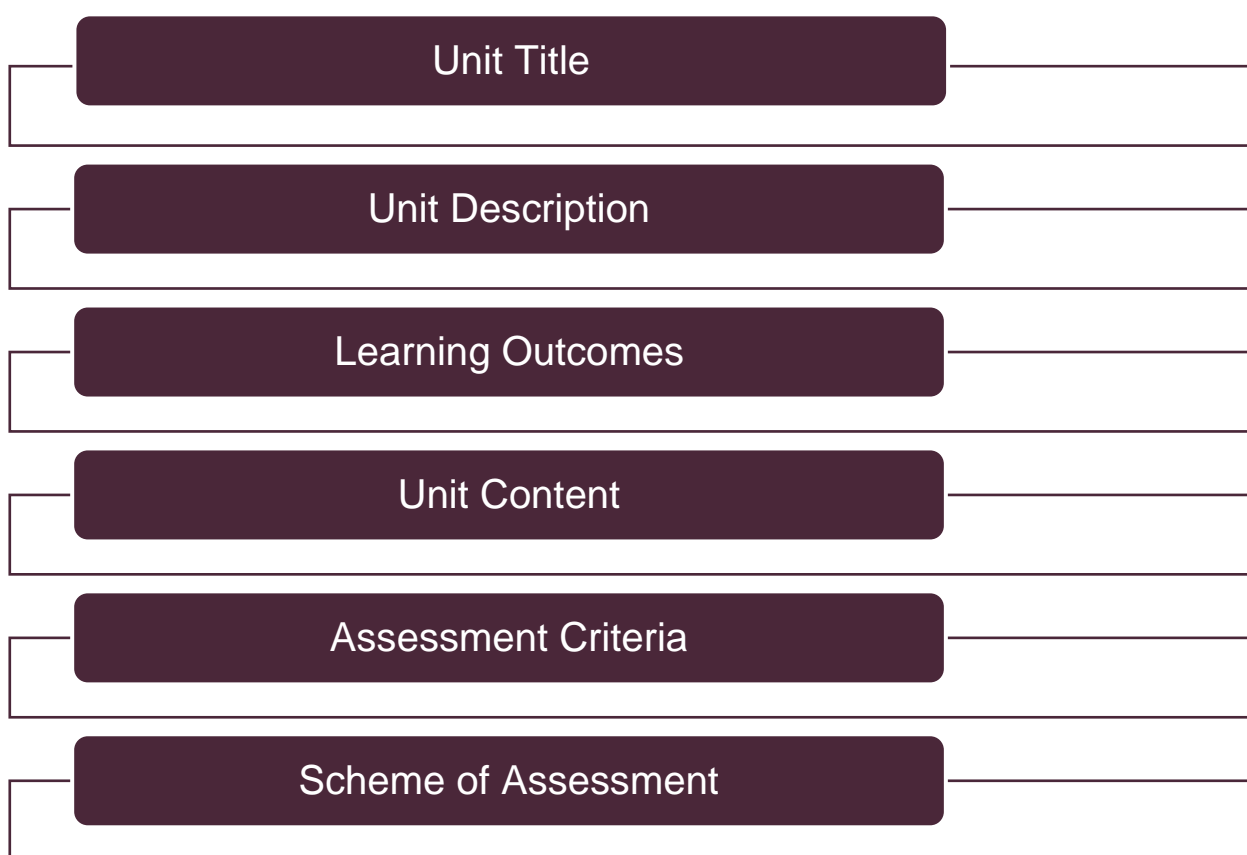 Unit Title
Unit Description
Learning Outcomes
Unit Content
Assessment Criteria
Scheme of Assessment